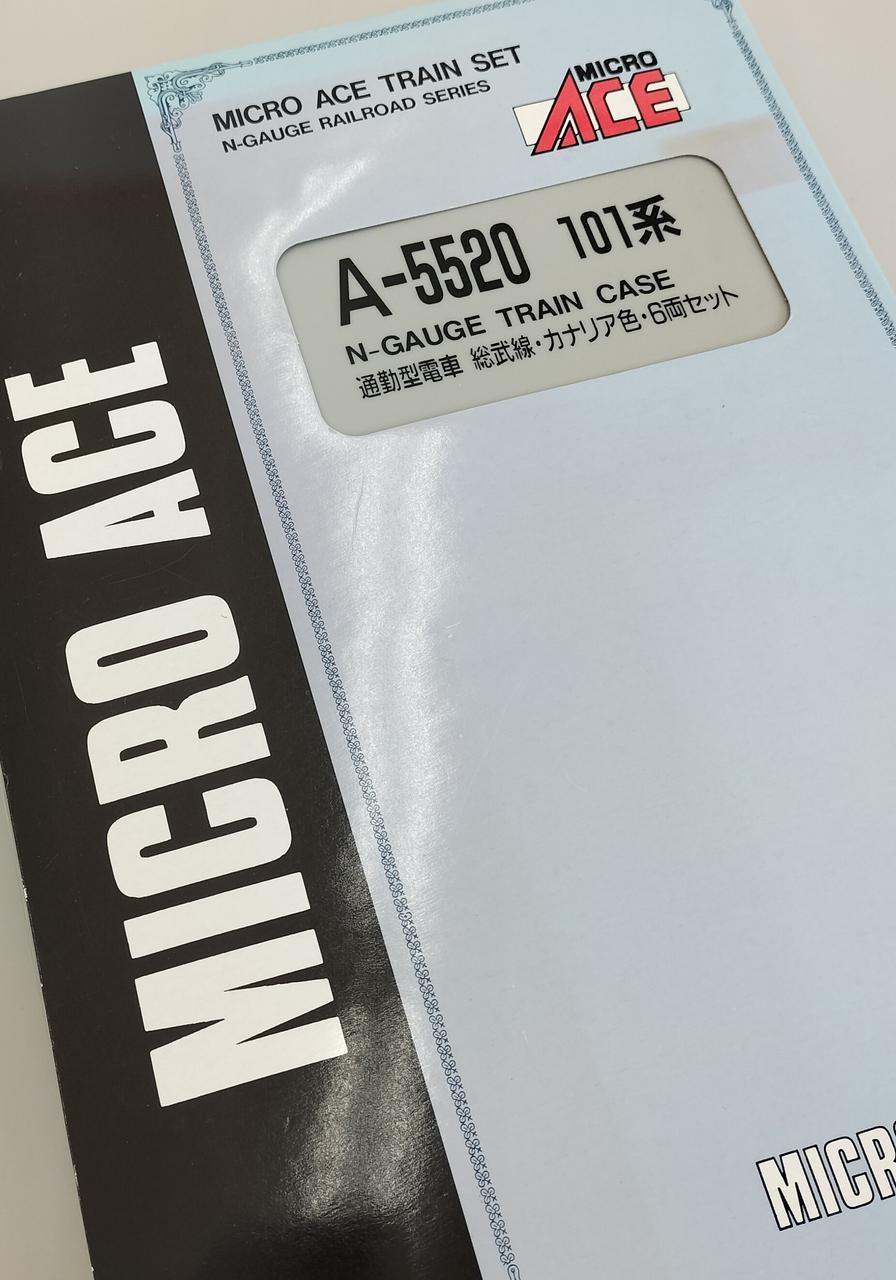 MICRO ACE TRAIN SET
N-GAUGE RAILROAD SERIES
MICRO
ACE
A-5520 101系
N-GAUGE TRAIN CASE
通勤型電車 総武線・カナリア色・6両セット
MICRO ACE
MICR